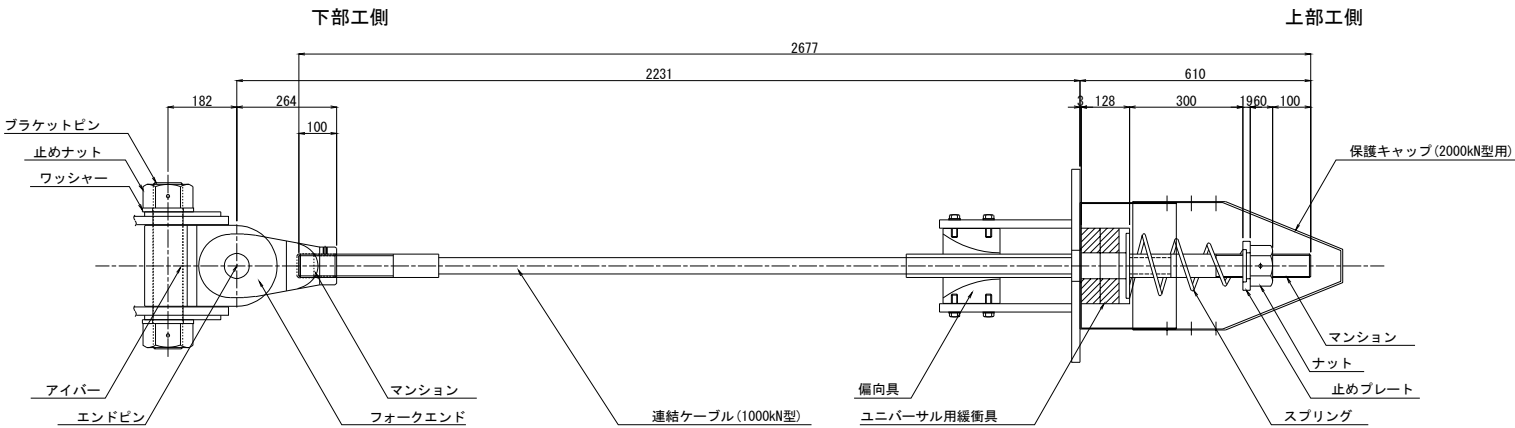 下部工側
上部工側
2677
2231
610
182
264
3
128
300
19
60
100
100
ブラケットピン
止めナット
ワッシャー
保護キャップ(2000kN型用)
アイバー
エンドピン
マンション
フォークエンド
連結ケーブル(1000kN型)
偏向具
ユニバーサル用緩衝具
マンション
ナット
止めプレート
スプリング